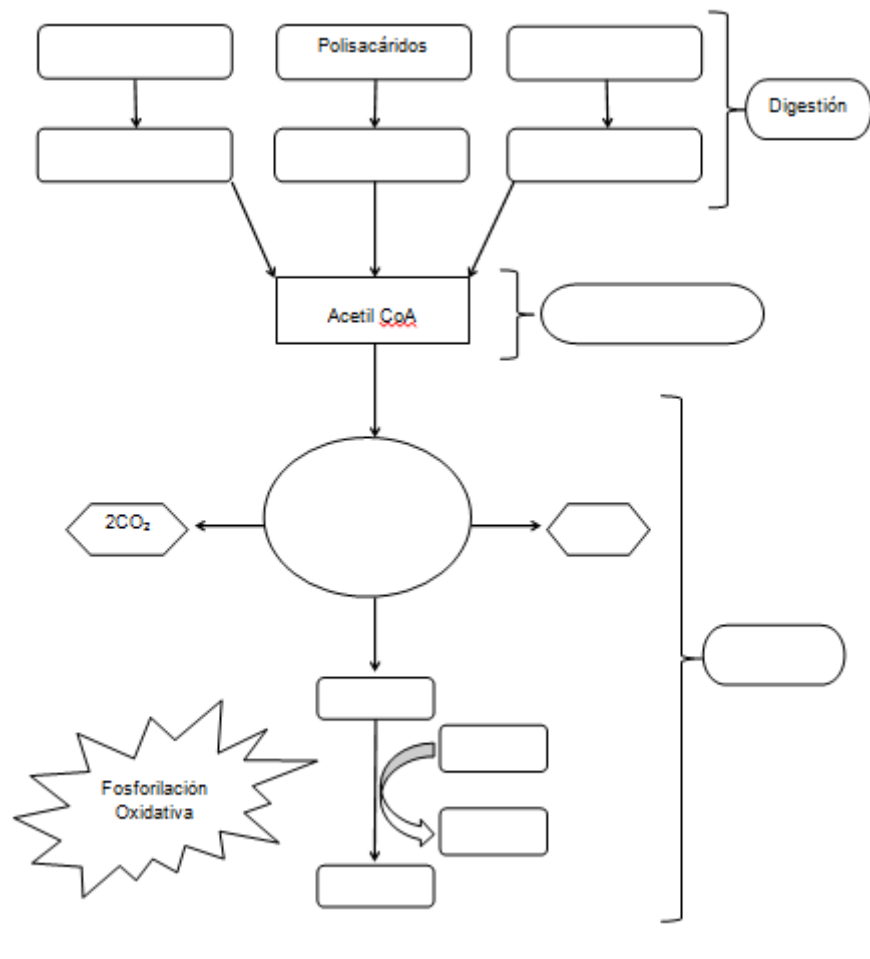 Polisacáridos
Digestión
Acetil CoA
2CO₂
Fosforilación
Oxidativa